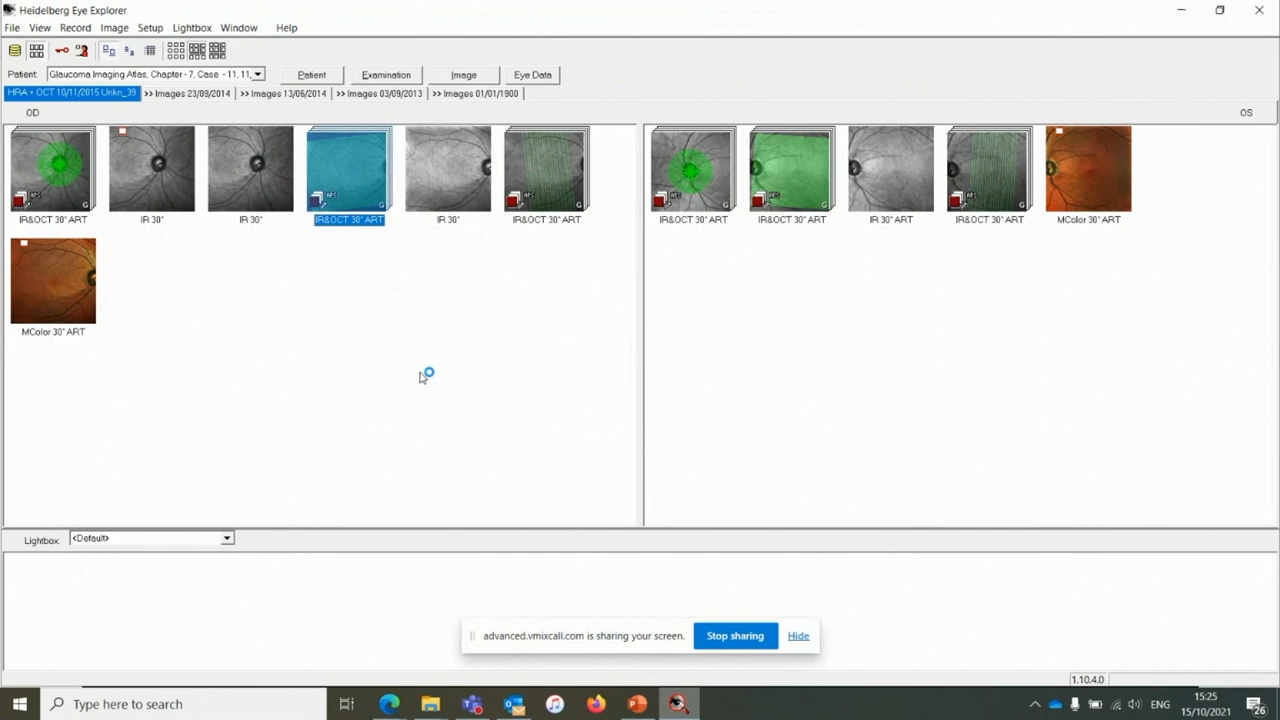 Heidelberg Eye Explorer
File View Record Image Setup Lightbox Window Help
Patient: Glaucoma Imaging Atlas, Chapter - 7, Case - 11, 11, Patient Examination Image Eye Data
HRA + OCT 10/11/2015 Unkn_39 >> Images 23/09/2014 >> Images 13/06/2014 >> Images 03/09/2013 >> Images 01/01/1900
OD OS
IR&OCT 30° ART IR 30° IR 30° IR&OCT 30° ART IR 30° IR&OCT 30° ART IR&OCT 30° ART IR&OCT 30° ART IR 30° ART IR&OCT 30° ART MColor 30° ART
MColor 30° ART
Lightbox: <Default>
advanced.vmixcall.com is sharing your screen. Stop sharing Hide
1.10.4.0
Type here to search ENG 15:25
15/10/2021 26